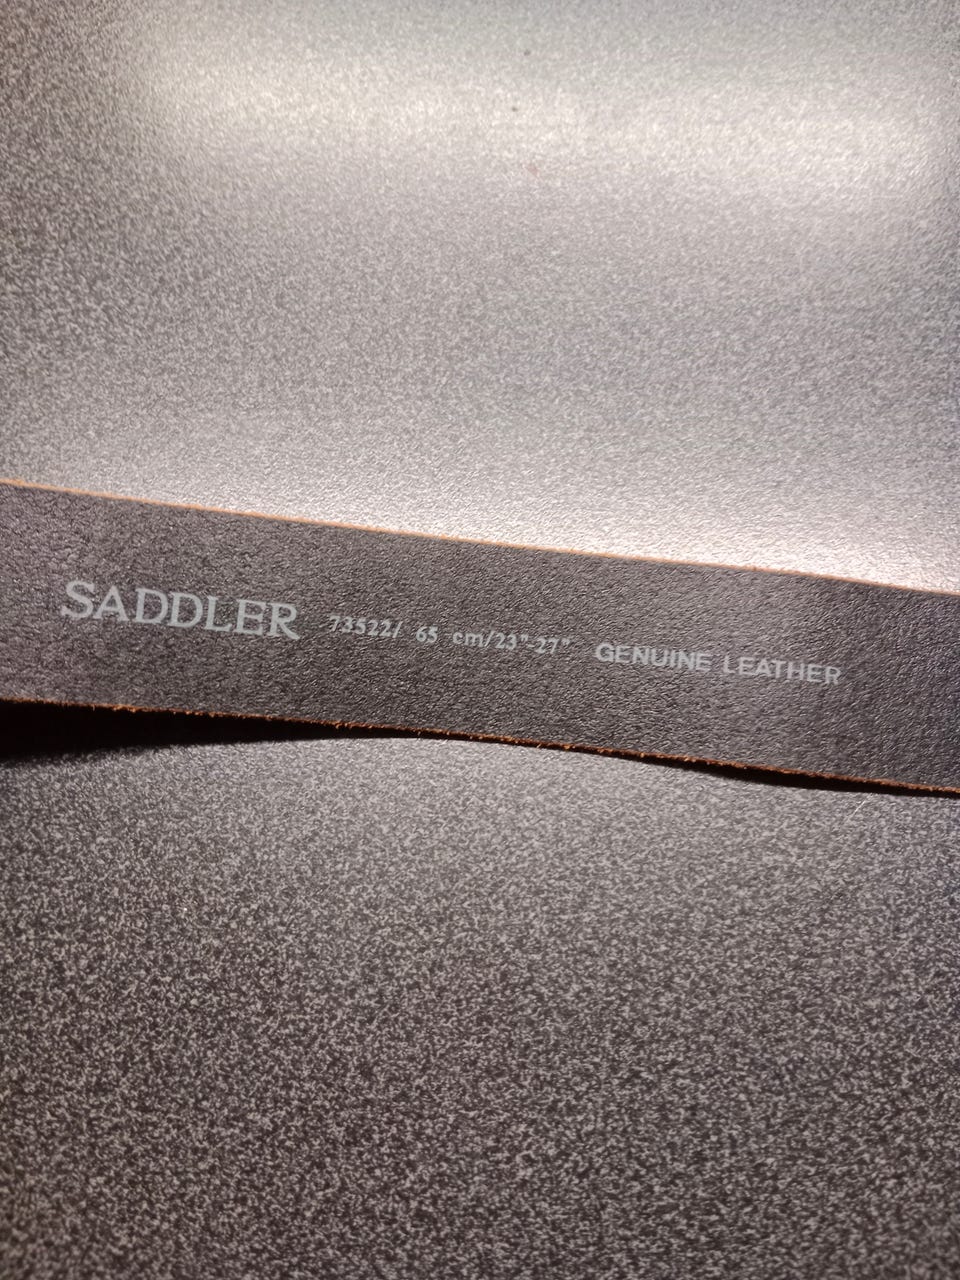 SADDLER 73522/ 65 cm/23"-27" GENUINE LEATHER